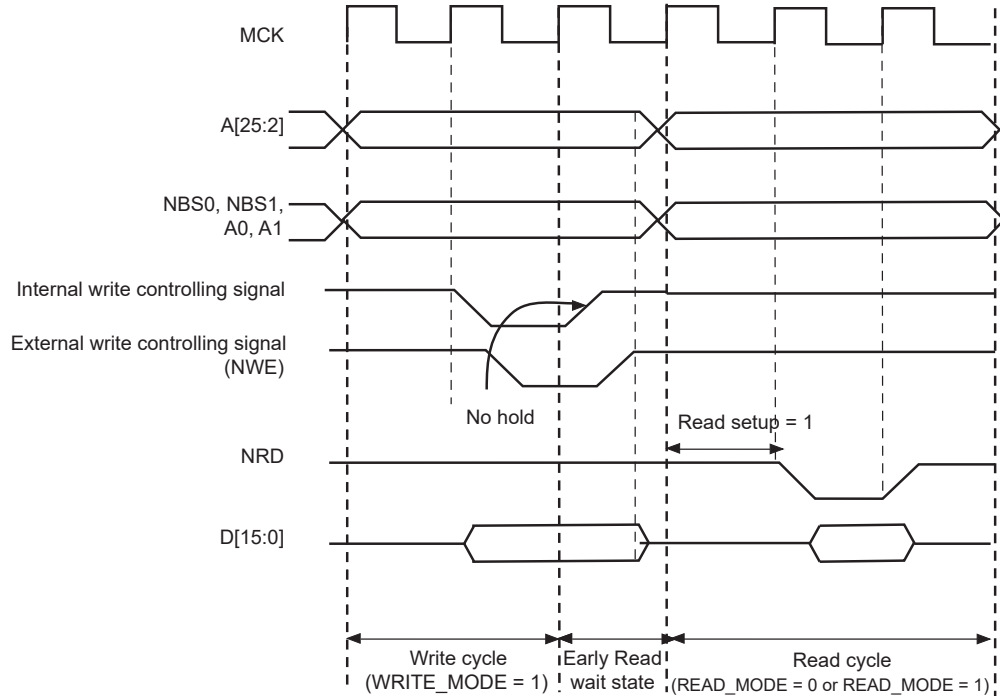 MCK
A[25:2]
NBS0, NBS1,
A0, A1
Internal write controlling signal
External write controlling signal
(NWE)
No hold
Read setup = 1
NRD
D[15:0]
Write cycle
(WRITE_MODE = 1)
Early Read
wait state
Read cycle
(READ_MODE = 0 or READ_MODE = 1)